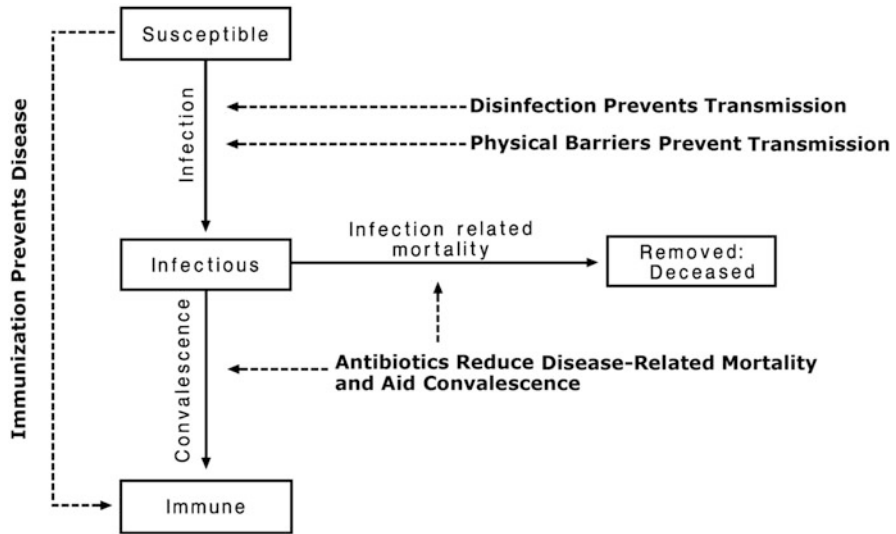 Susceptible
Immunization Prevents Disease
Infection
Disinfection Prevents Transmission
Physical Barriers Prevent Transmission
Infectious
Infection related
mortality
Removed:
Deceased
Convalescence
Antibiotics Reduce Disease-Related Mortality
and Aid Convalescence
Immune